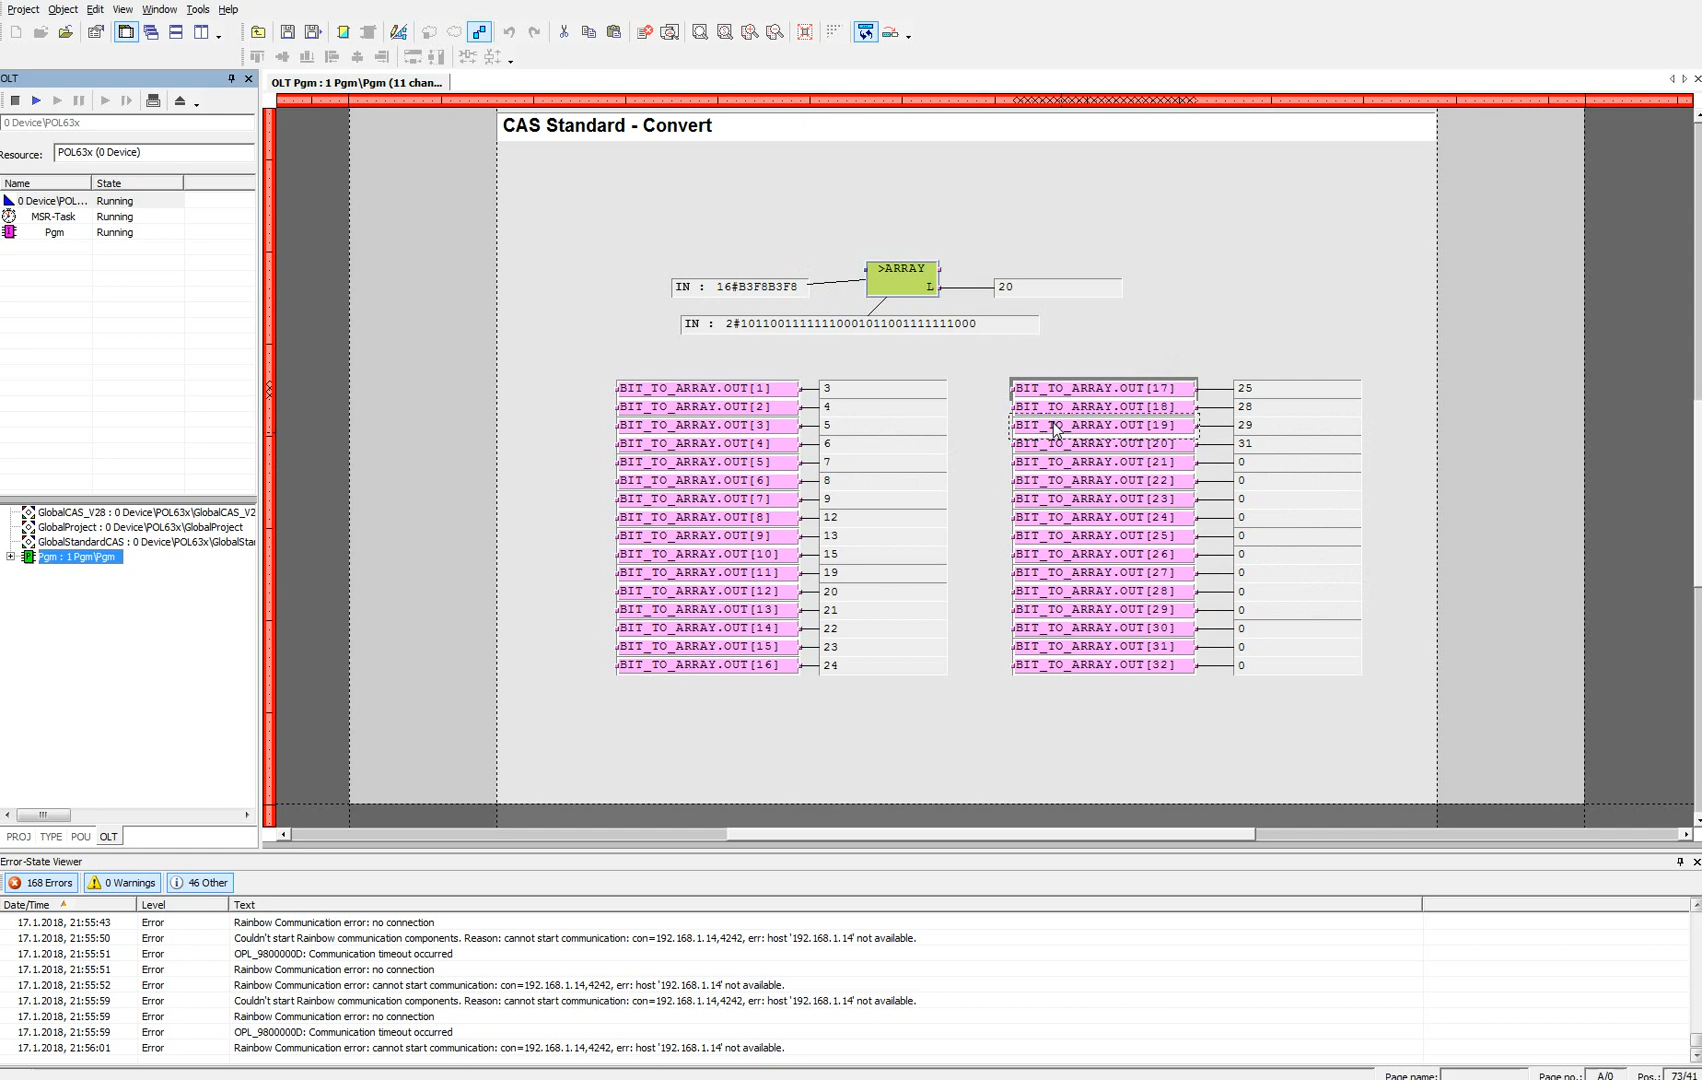 Project Object Edit View Window Tools Help
OLT
OLT Pgm : 1 Pgm\Pgm (11 chan...
0 Device\POL63x
Resource: POL63x (0 Device)
Name State
0 Device\POL... Running
MSR-Task Running
Pgm Running
GlobalCAS_V28 : 0 Device\POL63x\GlobalCAS_V2
GlobalProject : 0 Device\POL63x\GlobalProject
GlobalStandardCAS : 0 Device\POL63x\GlobalStar
Pgm : 1 Pgm\Pgm
PROJ TYPE POU OLT
CAS Standard - Convert
>ARRAY
IN : 16#B3F8B3F8 L 20
IN : 2#10110011111110001011001111111000
BIT_TO_ARRAY.OUT[1] 3 BIT_TO_ARRAY.OUT[17] 25
BIT_TO_ARRAY.OUT[2] 4 BIT_TO_ARRAY.OUT[18] 28
BIT_TO_ARRAY.OUT[3] 5 BIT_TO_ARRAY.OUT[19] 29
BIT_TO_ARRAY.OUT[4] 6 BIT_TO_ARRAY.OUT[20] 31
BIT_TO_ARRAY.OUT[5] 7 BIT_TO_ARRAY.OUT[21] 0
BIT_TO_ARRAY.OUT[6] 8 BIT_TO_ARRAY.OUT[22] 0
BIT_TO_ARRAY.OUT[7] 9 BIT_TO_ARRAY.OUT[23] 0
BIT_TO_ARRAY.OUT[8] 12 BIT_TO_ARRAY.OUT[24] 0
BIT_TO_ARRAY.OUT[9] 13 BIT_TO_ARRAY.OUT[25] 0
BIT_TO_ARRAY.OUT[10] 15 BIT_TO_ARRAY.OUT[26] 0
BIT_TO_ARRAY.OUT[11] 19 BIT_TO_ARRAY.OUT[27] 0
BIT_TO_ARRAY.OUT[12] 20 BIT_TO_ARRAY.OUT[28] 0
BIT_TO_ARRAY.OUT[13] 21 BIT_TO_ARRAY.OUT[29] 0
BIT_TO_ARRAY.OUT[14] 22 BIT_TO_ARRAY.OUT[30] 0
BIT_TO_ARRAY.OUT[15] 23 BIT_TO_ARRAY.OUT[31] 0
BIT_TO_ARRAY.OUT[16] 24 BIT_TO_ARRAY.OUT[32] 0
Error-State Viewer
168 Errors 0 Warnings 46 Other
Date/Time Level Text
17.1.2018, 21:55:43 Error Rainbow Communication error: no connection
17.1.2018, 21:55:50 Error Couldn't start Rainbow communication components. Reason: cannot start communication: con=192.168.1.14,4242, err: host '192.168.1.14' not available.
17.1.2018, 21:55:51 Error OPL_9800000D: Communication timeout occurred
17.1.2018, 21:55:51 Error Rainbow Communication error: no connection
17.1.2018, 21:55:52 Error Rainbow Communication error: cannot start communication: con=192.168.1.14,4242, err: host '192.168.1.14' not available.
17.1.2018, 21:55:59 Error Couldn't start Rainbow communication components. Reason: cannot start communication: con=192.168.1.14,4242, err: host '192.168.1.14' not available.
17.1.2018, 21:55:59 Error Rainbow Communication error: no connection
17.1.2018, 21:55:59 Error OPL_9800000D: Communication timeout occurred
17.1.2018, 21:56:01 Error Rainbow Communication error: cannot start communication: con=192.168.1.14,4242, err: host '192.168.1.14' not available.
Page name: Page no.: A/0 Pos.: 73/41